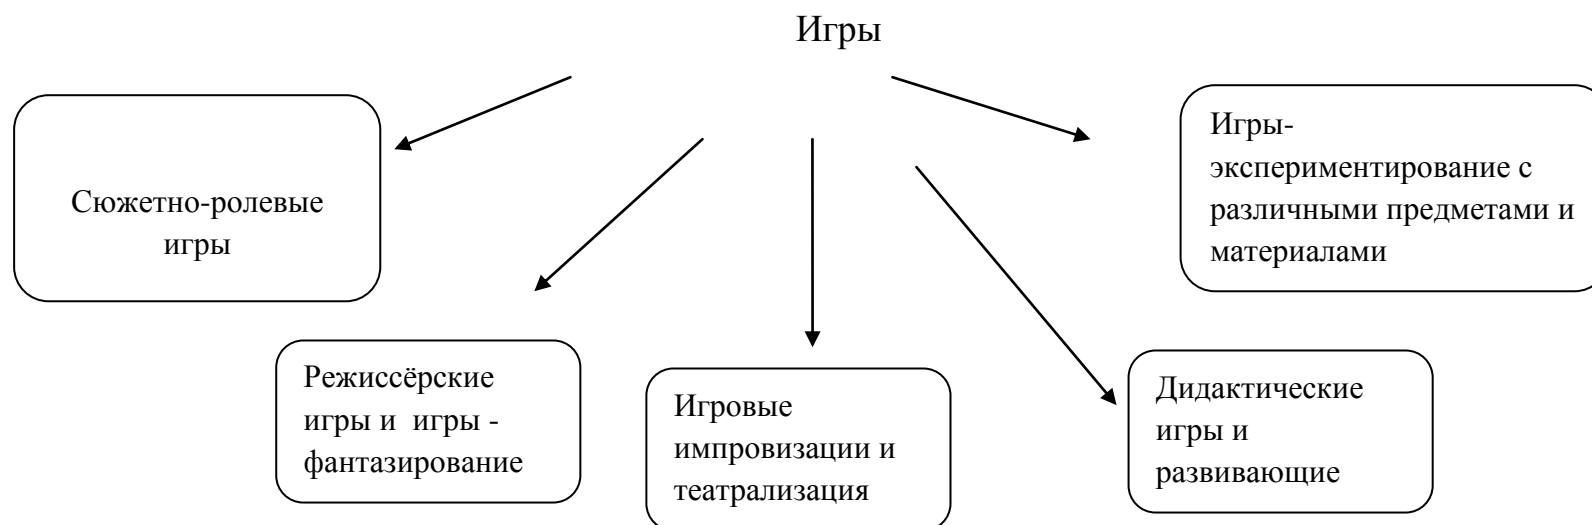 Игры
Сюжетно-ролевые
игры
Игры-
экспериментирование с
различными предметами и
материалами
Режиссёрские
игры и  игры -
фантазирование
Игровые
импровизации и
театрализация
Дидактические
игры и
развивающие